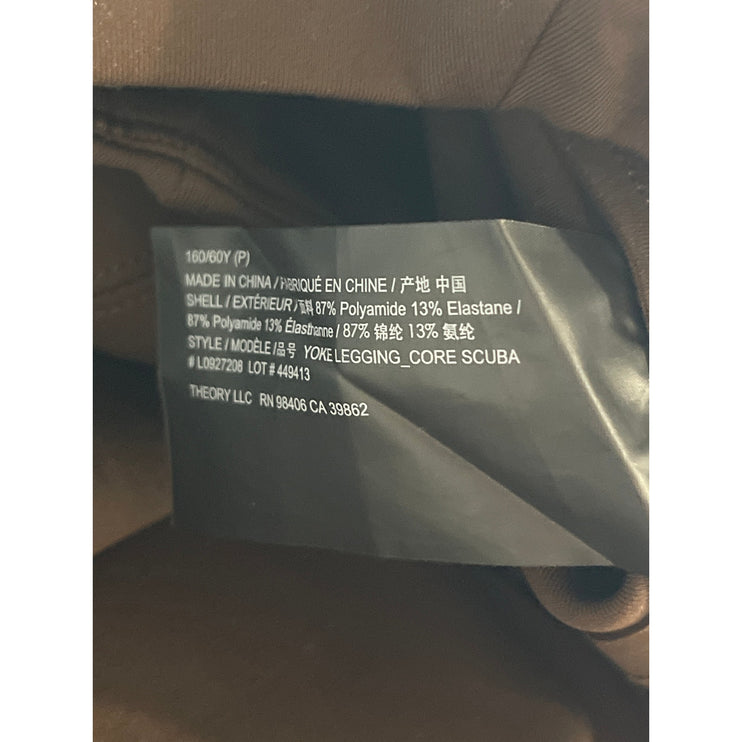 160/60Y (P)
MADE IN CHINA / FABRIQUÉ EN CHINE / 产地 中国
SHELL / EXTÉRIEUR / 面料 87% Polyamide 13% Elastane /
87% Polyamide 13% Élasthanne / 87% 锦纶 13% 氨纶
STYLE / MODÈLE / 品号 YOKE LEGGING_CORE SCUBA
# L0927208 LOT # 449413
THEORY LLC RN 98406 CA 39862